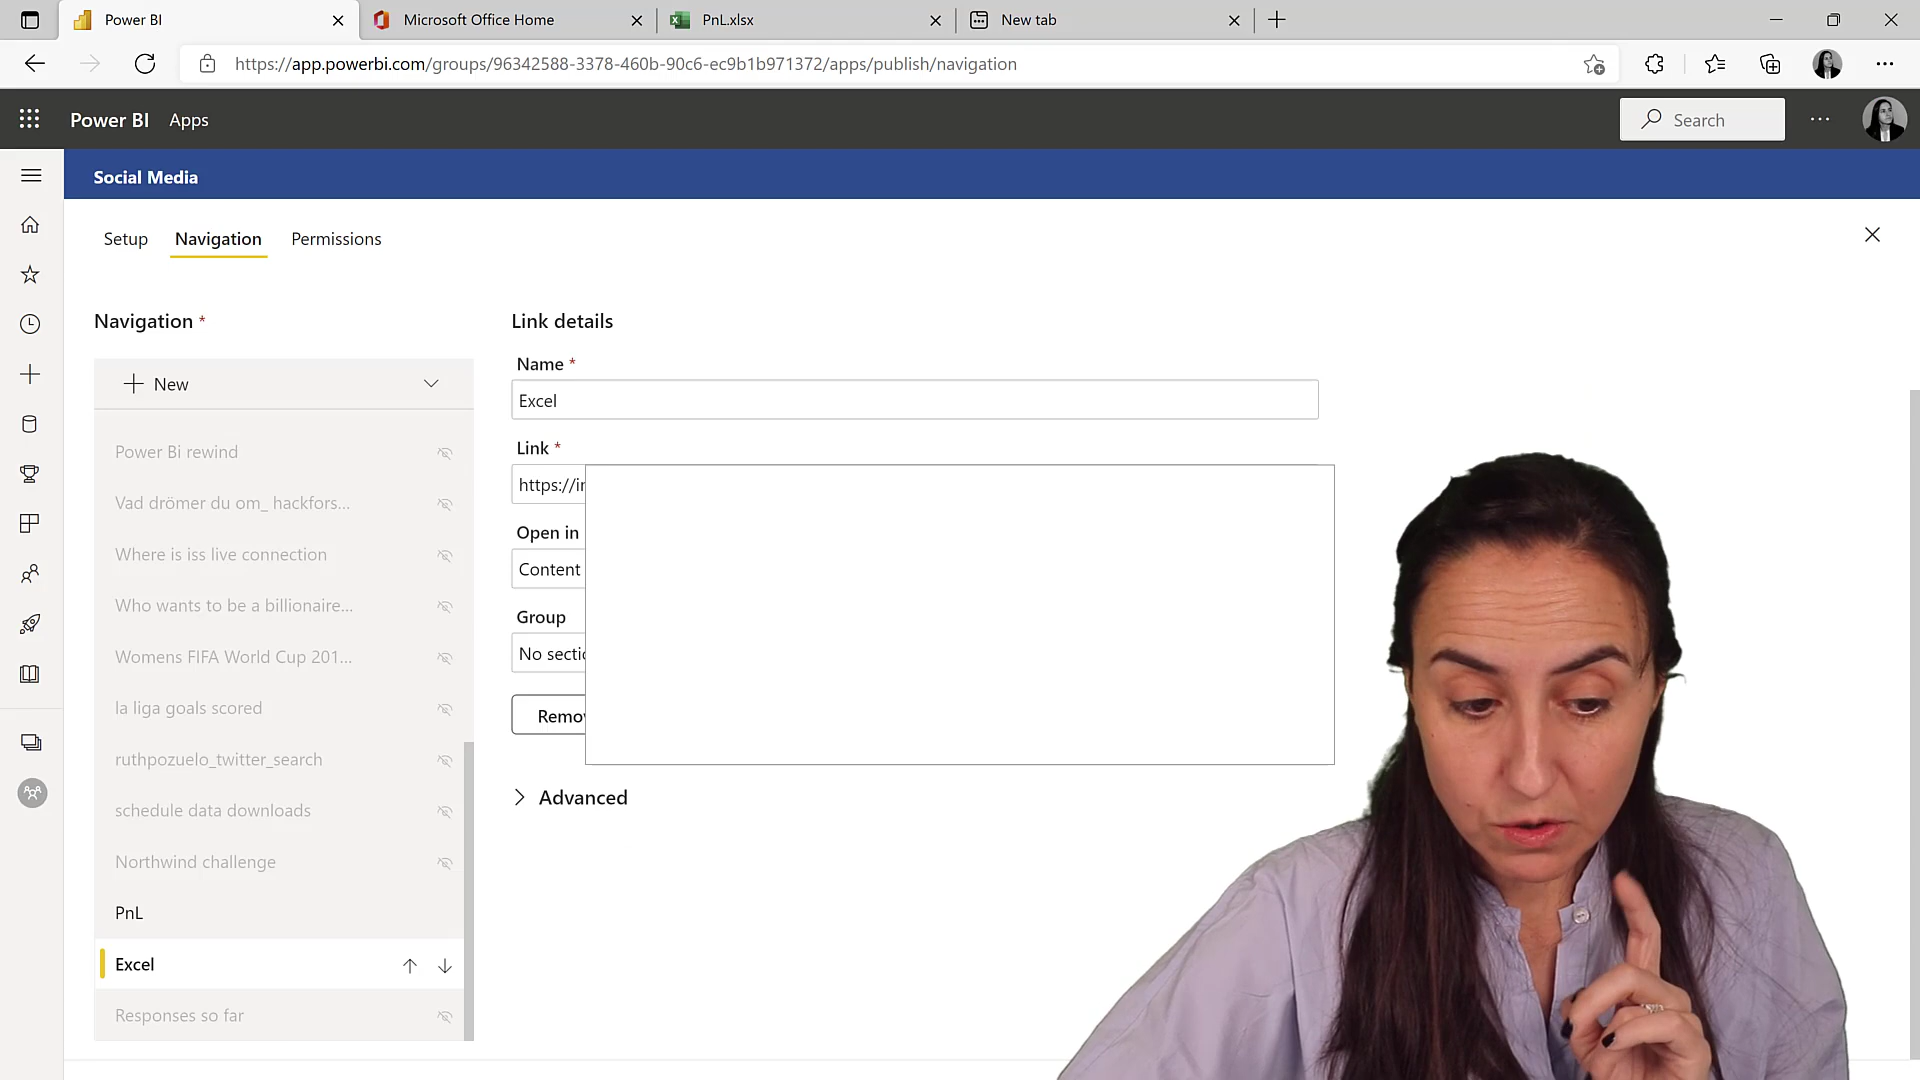 Power BI
Microsoft Office Home
PnL.xlsx
New tab
https://app.powerbi.com/groups/96342588-3378-460b-90c6-ec9b1b971372/apps/publish/navigation
Power BI Apps
Search
Social Media
Setup Navigation Permissions
Navigation *
New
Power Bi rewind
Vad drömer du om_ hackfors...
Where is iss live connection
Who wants to be a billionaire...
Womens FIFA World Cup 201...
la liga goals scored
ruthpozuelo_twitter_search
schedule data downloads
Northwind challenge
PnL
Excel
Responses so far
Link details
Name *
Excel
Link *
https://
Open in
Content
Group
No
Advanced